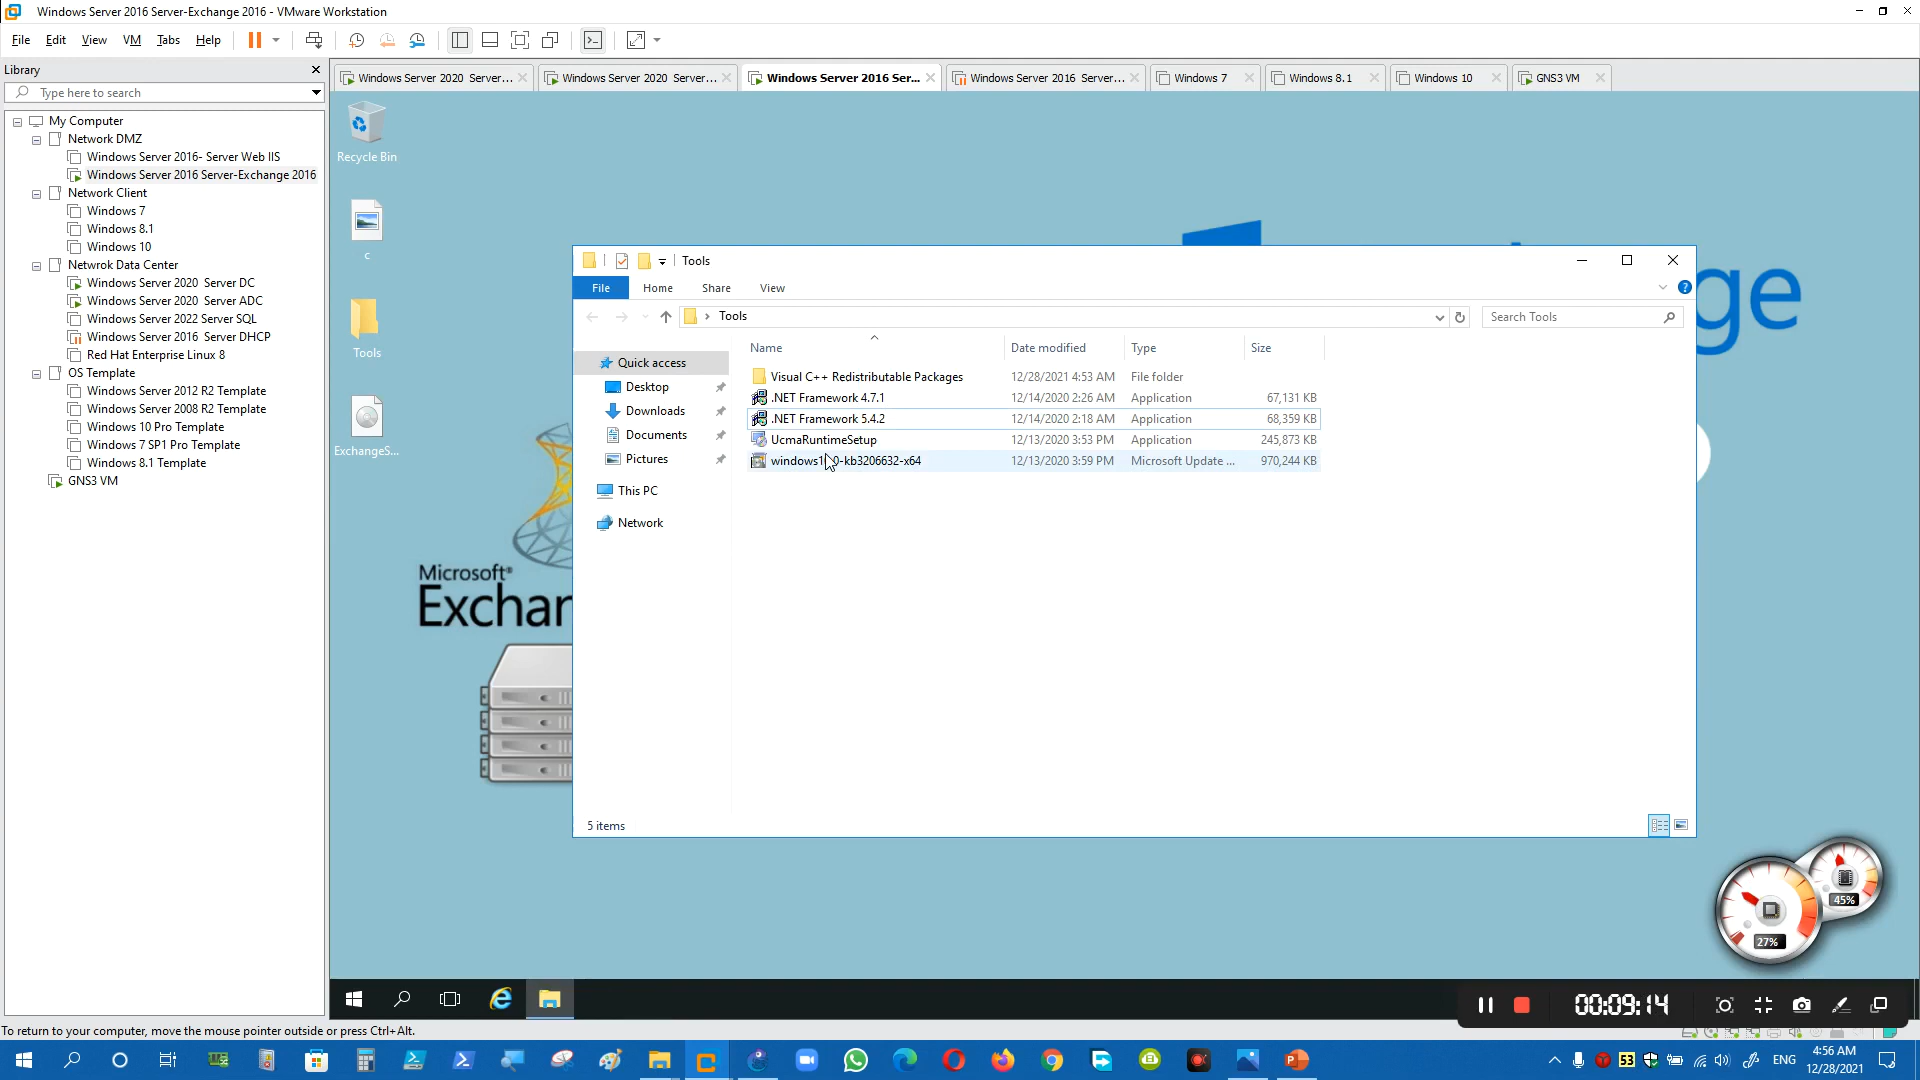 Windows Server 2016 Server-Exchange 2016 - VMware Workstation
File Edit View VM Tabs Help
Library
Type here to search
My Computer
Network DMZ
Windows Server 2016- Server Web IIS
Windows Server 2016 Server-Exchange 2016
Network Client
Windows 7
Windows 8.1
Windows 10
Netwrok Data Center
Windows Server 2020 Server DC
Windows Server 2020 Server ADC
Windows Server 2022 Server SQL
Windows Server 2016 Server DHCP
Red Hat Enterprise Linux 8
OS Template
Windows Server 2012 R2 Template
Windows Server 2008 R2 Template
Windows 10 Pro Template
Windows 7 SP1 Pro Template
Windows 8.1 Template
GNS3 VM
Windows Server 2020 Server... Windows Server 2020 Server... Windows Server 2016 Ser... Windows Server 2016 Server... Windows 7 Windows 8.1 Windows 10 GNS3 VM
Recycle Bin
c
Tools
ExchangeS...
Microsoft®
Exchan
ge
Tools
File Home Share View
Tools
Search Tools
Quick access
Desktop
Downloads
Documents
Pictures
This PC
Network
Name Date modified Type Size
Visual C++ Redistributable Packages 12/28/2021 4:53 AM File folder
.NET Framework 4.7.1 12/14/2020 2:26 AM Application 67,131 KB
.NET Framework 5.4.2 12/14/2020 2:18 AM Application 68,359 KB
UcmaRuntimeSetup 12/13/2020 3:53 PM Application 245,873 KB
12/13/2020 3:59 PM Microsoft Update ... 970,244 KB
5 items
45%
27%
00:09:14
To return to your computer, move the mouse pointer outside or press Ctrl+Alt.
53
ENG
4:56 AM
12/28/2021